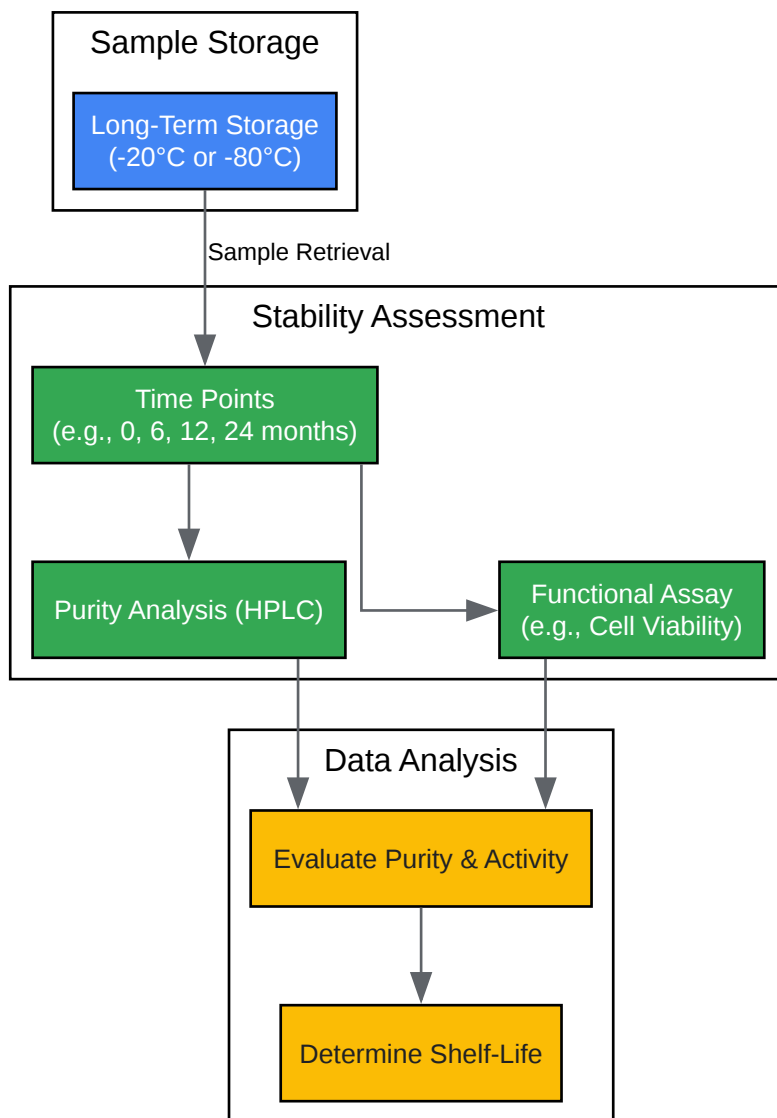 Sample Storage
Long-Term Storage
(-20°C or -80°C)
Sample Retrieval
Stability Assessment
Time Points
(e.g., 0, 6, 12, 24 months)
Purity Analysis (HPLC)
Functional Assay
(e.g., Cell Viability)
Data Analysis
Evaluate Purity & Activity
Determine Shelf-Life